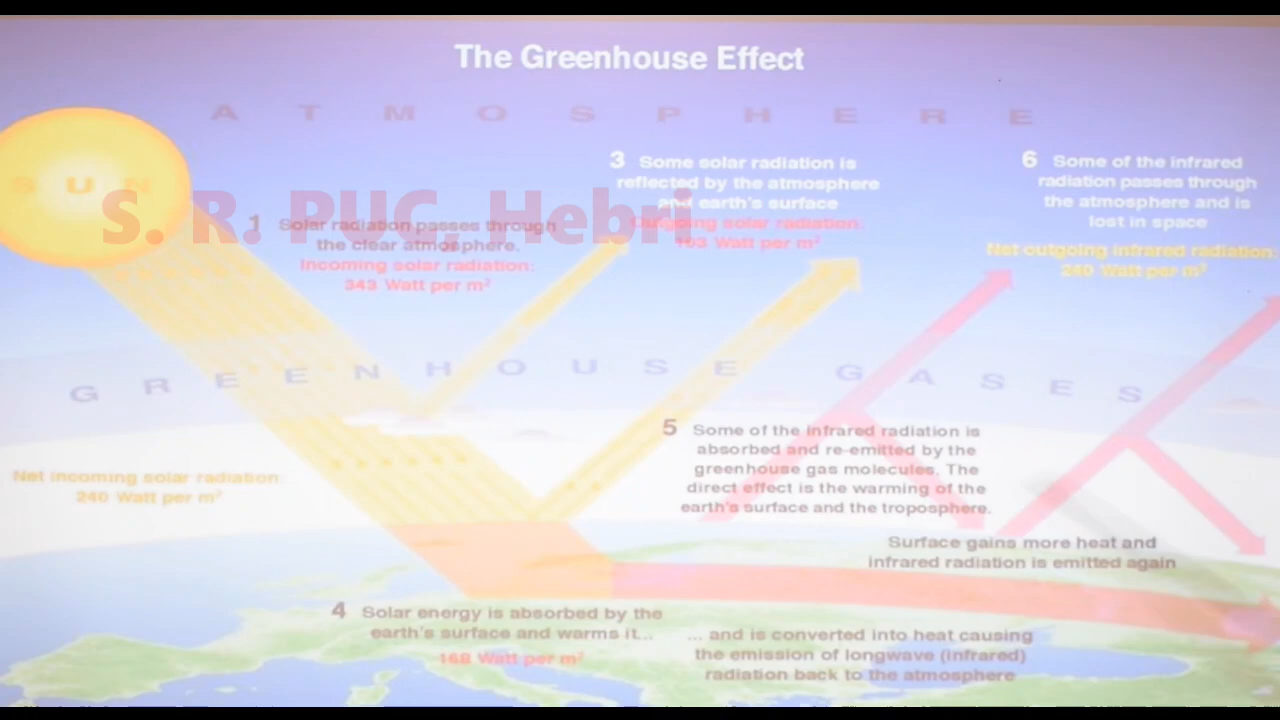 The Greenhouse Effect
ATMOSPHERE
SUN
S. R. PUC, Hebri
1 Solar radiation passes through
the clear atmosphere.
Incoming solar radiation:
343 Watt per m²
3 Some solar radiation is
reflected by the atmosphere
and earth's surface
Outgoing solar radiation:
103 Watt per m²
6 Some of the infrared
radiation passes through
the atmosphere and is
lost in space
Net outgoing infrared radiation:
240 Watt per m²
GREENHOUSE GASES
Net incoming solar radiation:
240 Watt per m²
5 Some of the infrared radiation is
absorbed and re-emitted by the
greenhouse gas molecules. The
direct effect is the warming of the
earth's surface and the troposphere.
Surface gains more heat and
infrared radiation is emitted again
4 Solar energy is absorbed by the
earth's surface and warms it...
168 Watt per m²
... and is converted into heat causing
the emission of longwave (infrared)
radiation back to the atmosphere